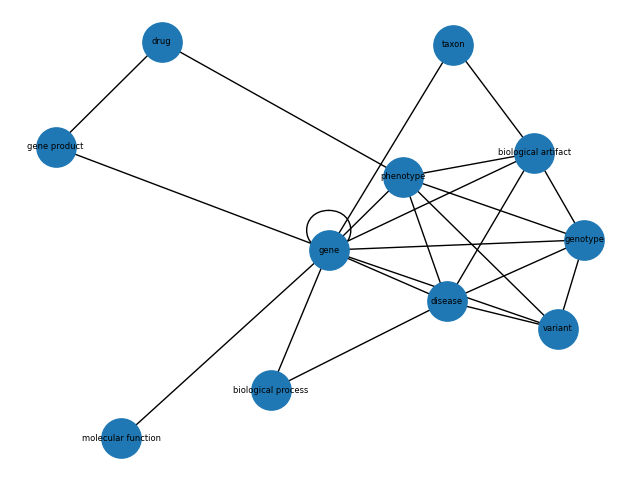 drug
taxon
gene product
biological artifact
phenotype
genotype
gene
disease
variant
biological process
molecular function